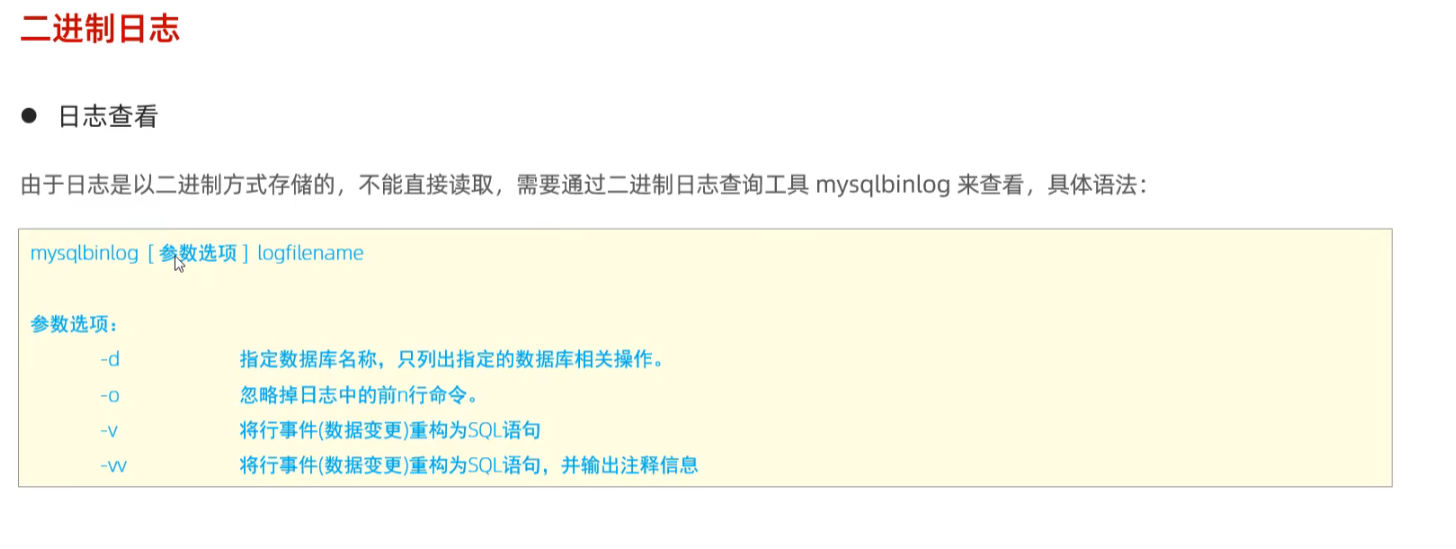 二进制日志
● 日志查看
由于日志是以二进制方式存储的，不能直接读取，需要通过二进制日志查询工具 mysqlbinlog 来查看，具体语法：
mysqlbinlog [ 参数选项 ] logfilename
参数选项：
-d 指定数据库名称，只列出指定的数据库相关操作。
-o 忽略掉日志中的前n行命令。
-v 将行事件(数据变更)重构为SQL语句
-vv 将行事件(数据变更)重构为SQL语句，并输出注释信息